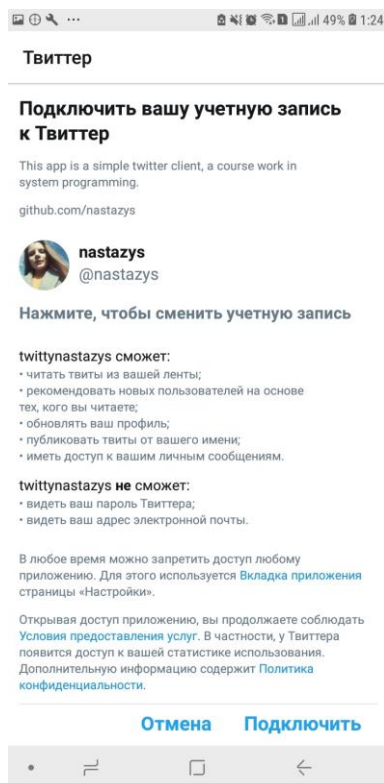 49% 1:24
Твиттер
Подключить вашу учетную запись
к Твиттер
This app is a simple twitter client, a course work in
system programming.
github.com/nastazys
nastazys
@nastazys
Нажмите, чтобы сменить учетную запись
twittynastazys сможет:
• читать твиты из вашей ленты;
• рекомендовать новых пользователей на основе
тех, кого вы читаете;
• обновлять ваш профиль;
• публиковать твиты от вашего имени;
• иметь доступ к вашим личным сообщениям.
twittynastazys не сможет:
• видеть ваш пароль Твиттера;
• видеть ваш адрес электронной почты.
В любое время можно запретить доступ любому
приложению. Для этого используется Вкладка приложения
страницы «Настройки».
Открывая доступ приложению, вы продолжаете соблюдать
Условия предоставления услуг. В частности, у Твиттера
появится доступ к вашей статистике использования.
Дополнительную информацию содержит Политика
конфиденциальности.
Отмена Подключить